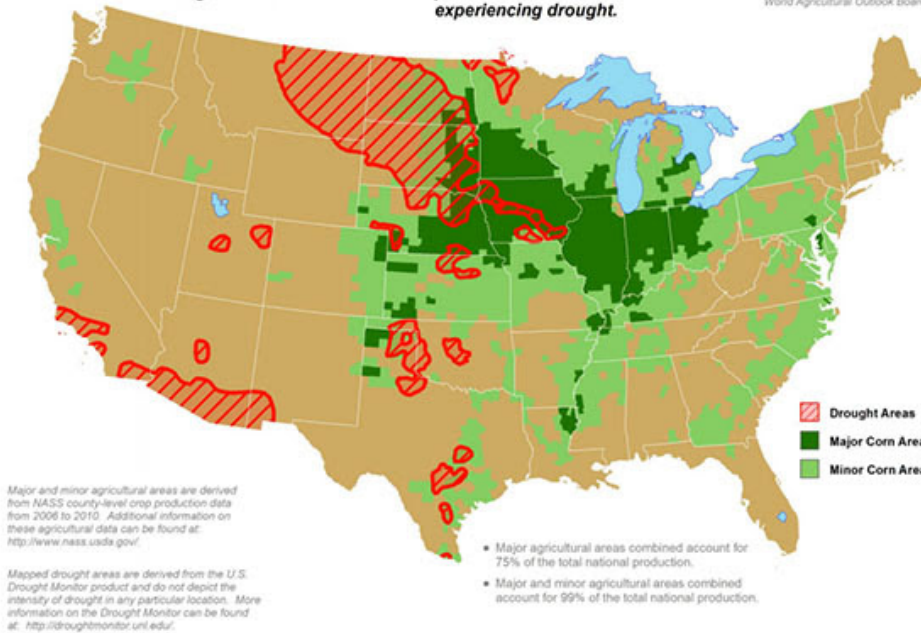 experiencing drought.
World Agricultural Outlook Board
Drought Areas
Major Corn Area
Minor Corn Area
Major and minor agricultural areas are derived
from NASS county-level crop production data
from 2006 to 2010. Additional information on
these agricultural data can be found at:
http://www.nass.usda.gov/.
Mapped drought areas are derived from the U.S.
Drought Monitor product and do not depict the
intensity of drought in any particular location. More
information on the Drought Monitor can be found
at: http://droughtmonitor.unl.edu/.
• Major agricultural areas combined account for
75% of the total national production.
• Major and minor agricultural areas combined
account for 99% of the total national production.